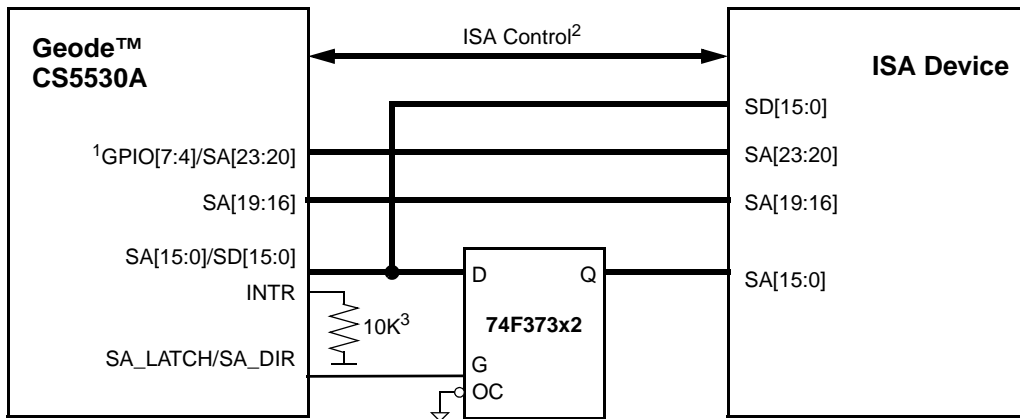 Geode™
CS5530A
ISA Control2
ISA Device
SD[15:0]
1GPIO[7:4]/SA[23:20]
SA[23:20]
SA[19:16]
SA[19:16]
SA[15:0]/SD[15:0]
D
Q
SA[15:0]
INTR
10K3
74F373x2
SA_LATCH/SA_DIR
G
OC